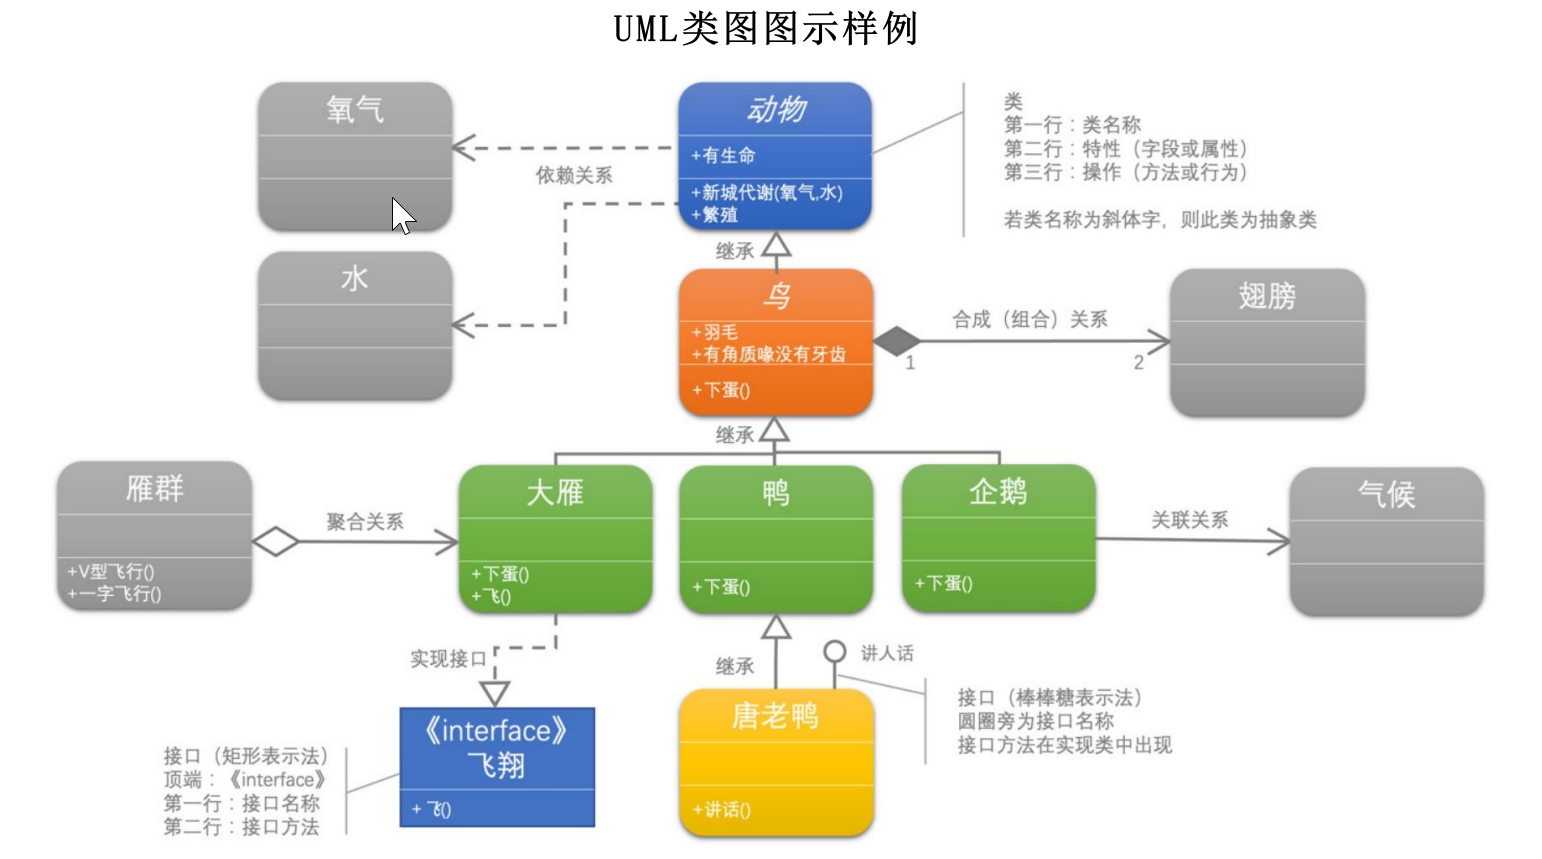 UML类图图示样例
氧气
动物
+有生命
+新城代谢(氧气,水)
+繁殖
类
第一行：类名称
第二行：特性（字段或属性）
第三行：操作（方法或行为）
若类名称为斜体字，则此类为抽象类
依赖关系
继承
水
鸟
+羽毛
+有角质喙没有牙齿
+下蛋()
合成（组合）关系
1
2
翅膀
继承
雁群
+V型飞行()
+一字飞行()
聚合关系
大雁
+下蛋()
+飞()
鸭
+下蛋()
企鹅
+下蛋()
关联关系
气候
实现接口
继承
讲人话
接口（棒棒糖表示法）
圆圈旁为接口名称
接口方法在实现类中出现
接口（矩形表示法）
顶端：《interface》
第一行：接口名称
第二行：接口方法
《interface》
飞翔
+ 飞()
唐老鸭
+讲话()